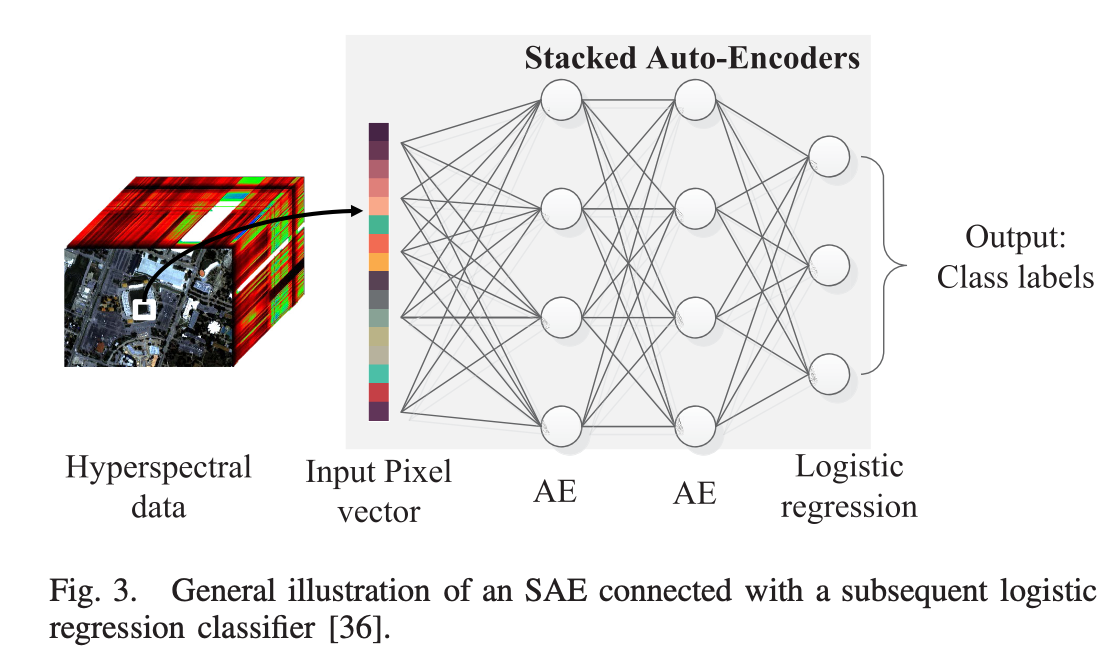 Stacked Auto-Encoders
Output:
Class labels
Hyperspectral
data
Input Pixel
vector
AE
AE
Logistic
regression
Fig. 3. General illustration of an SAE connected with a subsequent logistic
regression classifier [36].